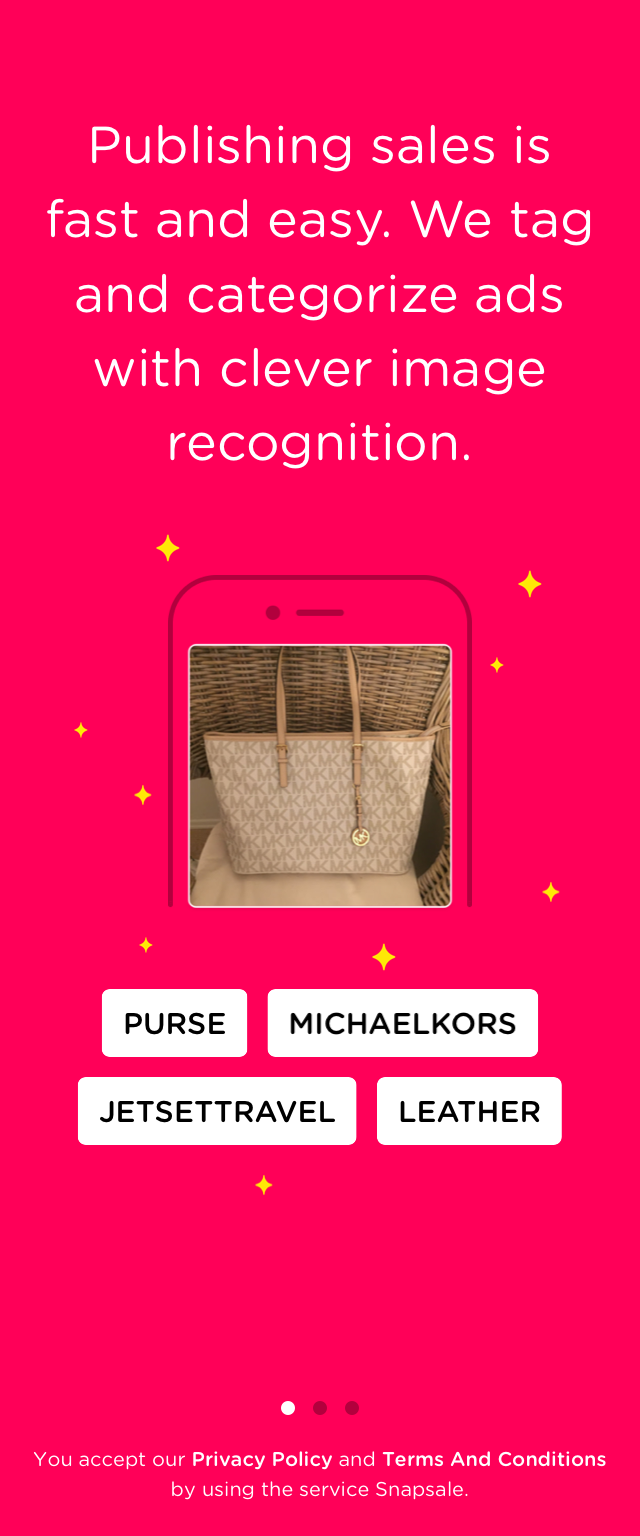 Publishing sales is
fast and easy. We tag
and categorize ads
with clever image
recognition.
PURSE MICHAELKORS
JETSETTRAVEL LEATHER
You accept our Privacy Policy and Terms And Conditions
by using the service Snapsale.